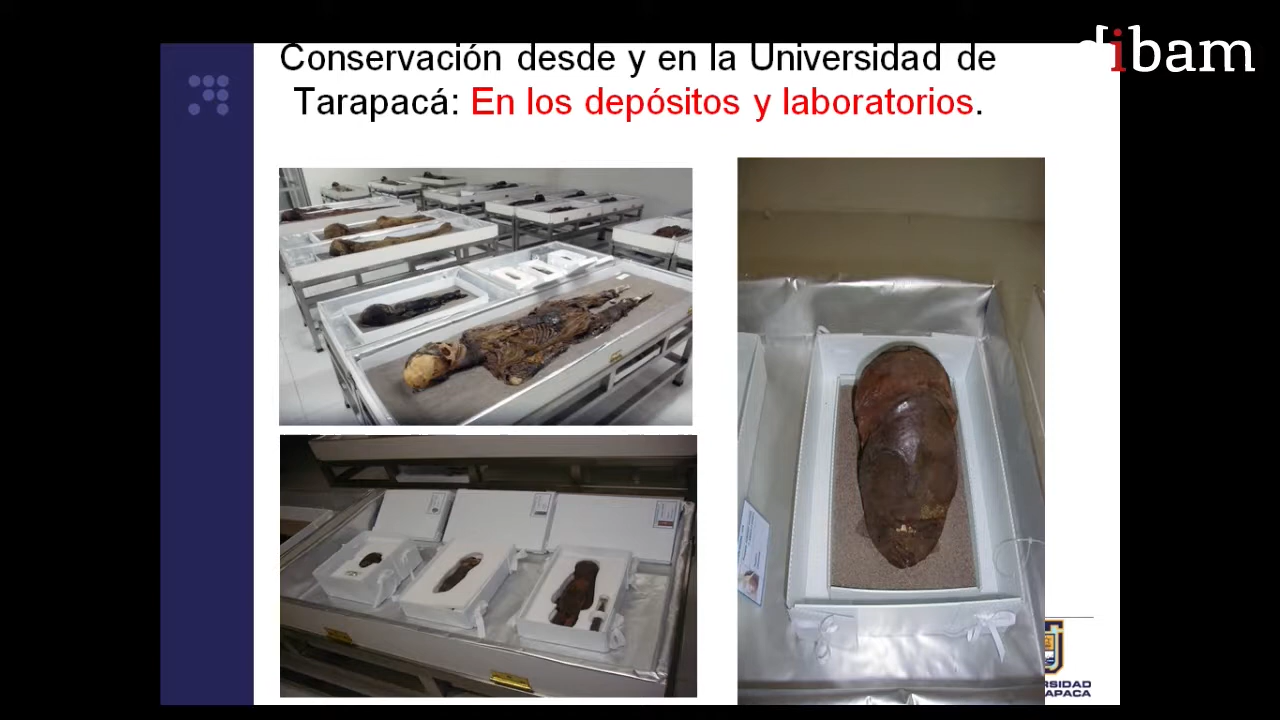 Conservación desde y en la Universidad de
Tarapacá: En los depósitos y laboratorios.
dibam